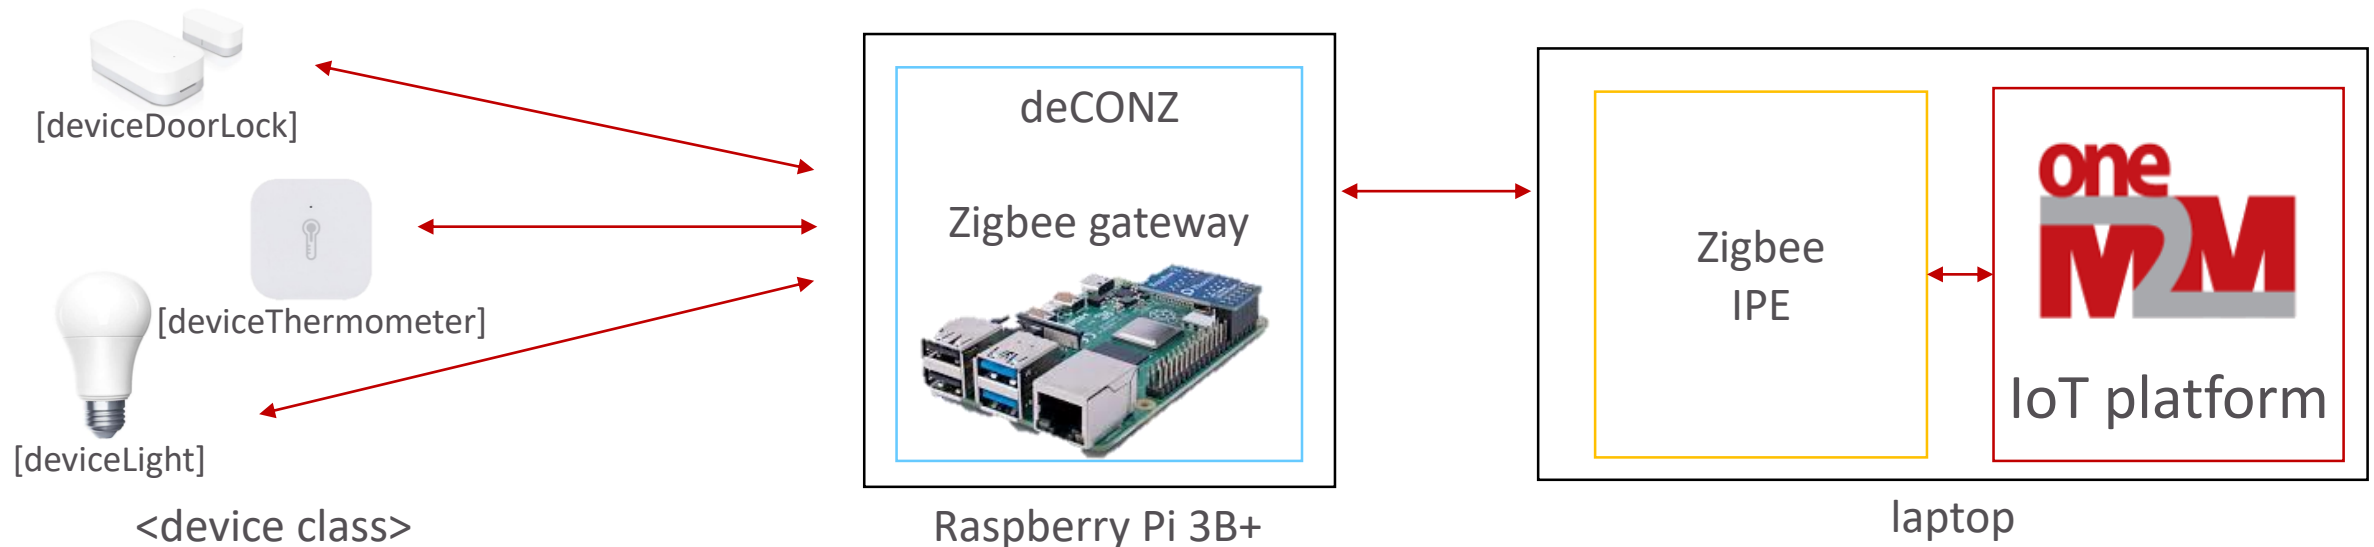 [deviceDoorLock]
[deviceThermometer]
[deviceLight]
<device class>
deCONZ
Zigbee gateway
Raspberry Pi 3B+
Zigbee
IPE
one
M2M
IoT platform
laptop